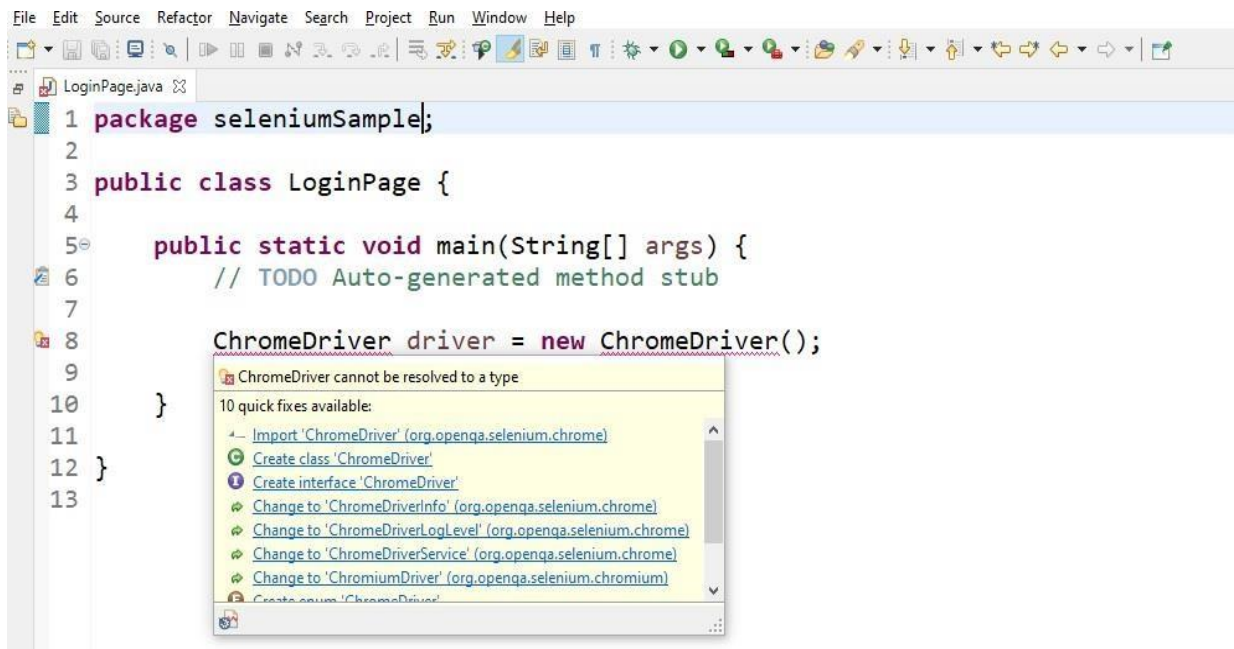 File Edit Source Refactor Navigate Search Project Run Window Help
LoginPage.java
1 package seleniumSample;
2
3 public class LoginPage {
4
5 public static void main(String[] args) {
6 // TODO Auto-generated method stub
7
8 ChromeDriver driver = new ChromeDriver();
9
ChromeDriver cannot be resolved to a type
10 }
10 quick fixes available:
11
Import 'ChromeDriver' (org.openqa.selenium.chrome)
Create class 'ChromeDriver'
12 }
Create interface 'ChromeDriver'
13
Change to 'ChromeDriverInfo' (org.openqa.selenium.chrome)
Change to 'ChromeDriverLogLevel' (org.openqa.selenium.chrome)
Change to 'ChromeDriverService' (org.openqa.selenium.chrome)
Change to 'ChromiumDriver' (org.openqa.selenium.chromium)
Create enum 'ChromeDriver'